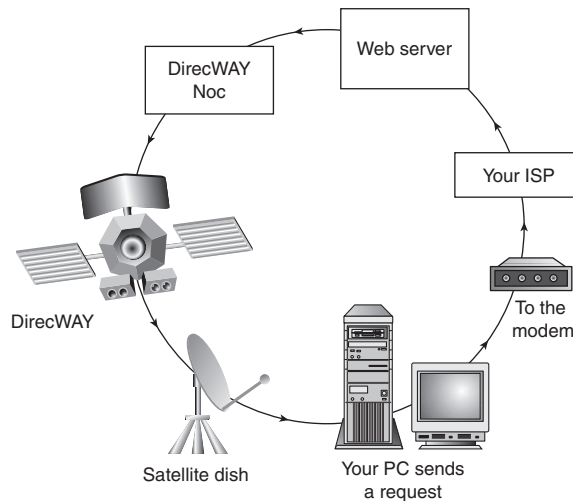 Web server
DirecWAY
Noc
Your ISP
To the
modem
DirecWAY
Satellite dish
Your PC sends
a request